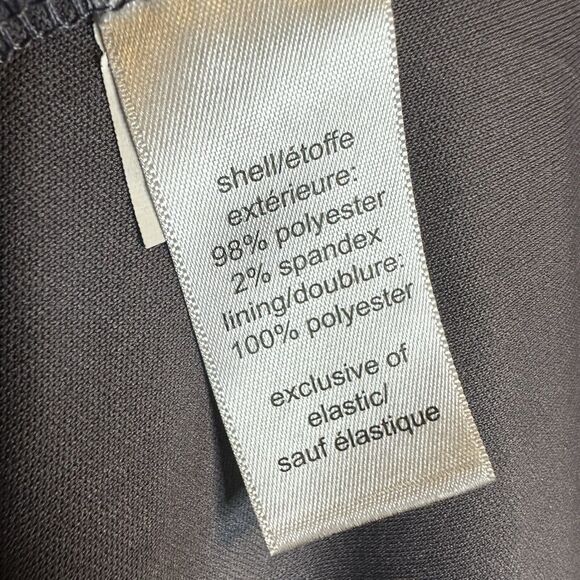 shell/étoffe
extérieure:
98% polyester
2% spandex
lining/doublure:
100% polyester
exclusive of
elastic/
sauf élastique